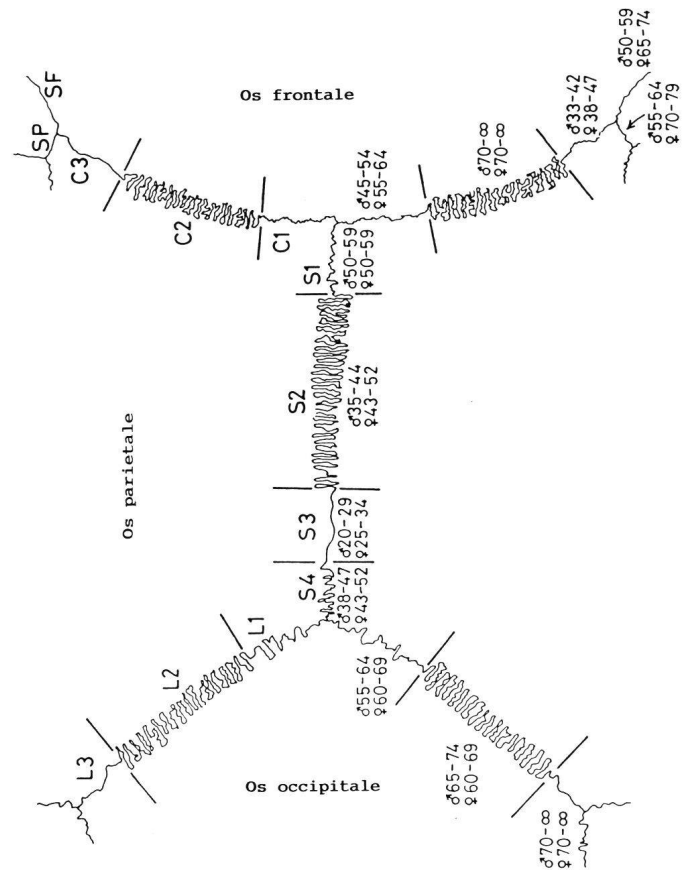 SP
SF
C3
Os frontale
♂50-59
♀65-74
♂33-42
♀38-47
♂55-64
♀70-79
♂70-∞
♀70-∞
C2
♂45-54
♀55-64
C1
S1
♂50-59
♀50-59
S2
♂35-44
♀43-52
Os parietale
S3
♂20-29
♀25-34
S4
♂38-47
♀43-52
L1
L2
L3
♂55-64
♀60-69
Os occipitale
♂65-74
♀60-69
♂70-∞
♀70-∞